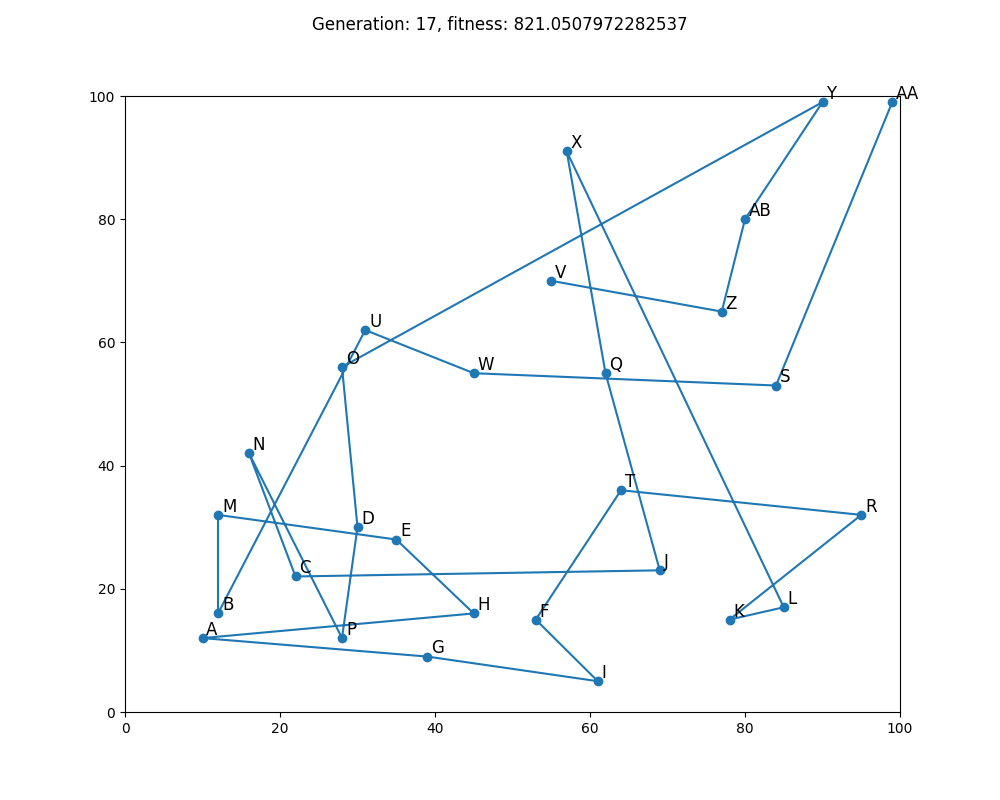 Generation: 17, fitness: 821.0507972282537
100
Y
AA
X
80
AB
V
Z
60
U
O
W
Q
S
40
N
T
M
R
D
E
20
C
J
B
H
F
K
L
A
P
G
I
0
0 20 40 60 80 100